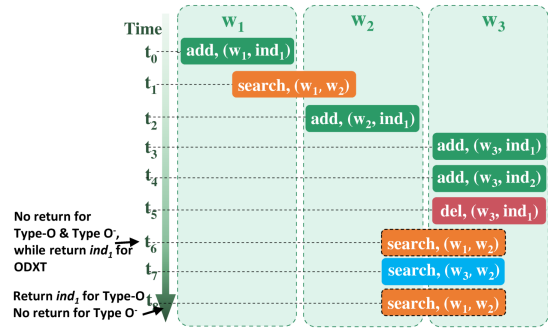 w1 w2 w3
Time
t0 add, (w1, ind1)
t1 search, (w1, w2)
t2 add, (w2, ind1)
t3 add, (w3, ind1)
t4 add, (w3, ind2)
t5 del, (w3, ind1)
No return for
Type-O & Type O-,
while return ind1 for
ODXT
t6 search, (w1, w2)
t7 search, (w3, w2)
Return ind1 for Type-O
No return for Type O-
t8 search, (w1, w2)